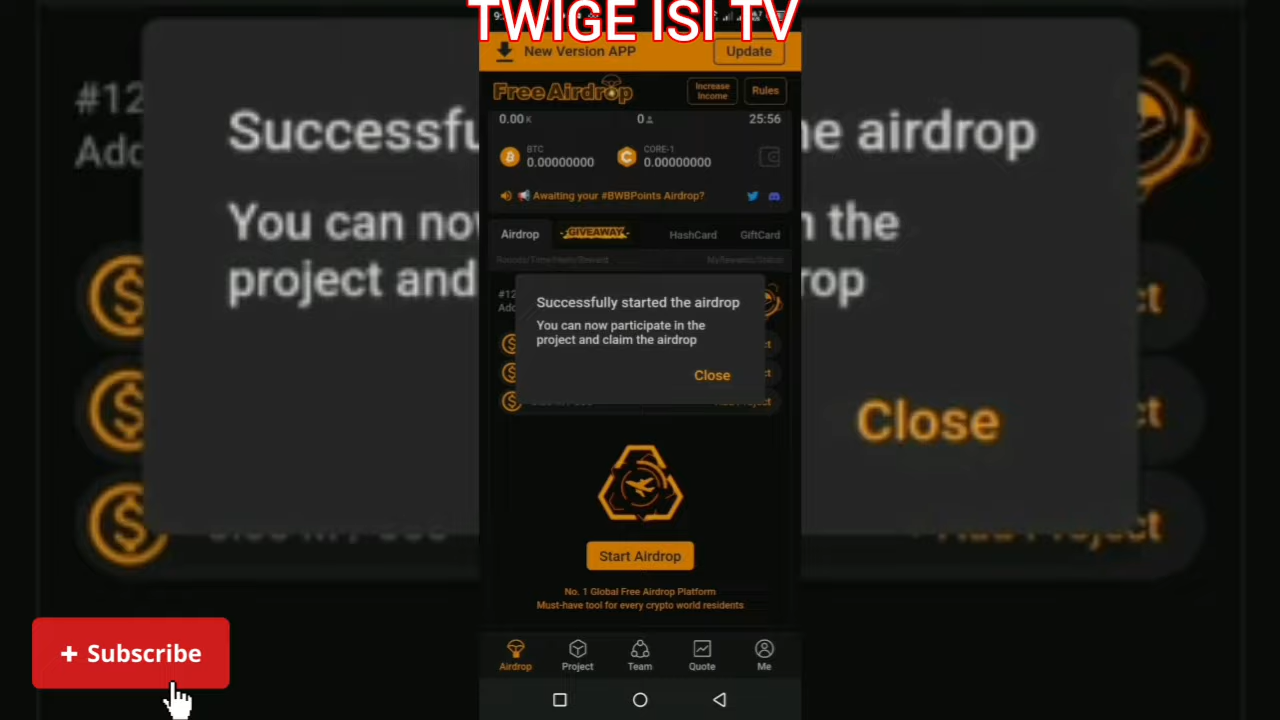 TWIGE ISI TV
New Version APP
Update
Free Airdrop
Increase
Income
Rules
0.00 K
0
25:56
BTC
0.00000000
CORE-1
0.00000000
Awaiting your #BWBPoints Airdrop?
Airdrop
GIVEAWAY
HashCard
GiftCard
#12
Add
Successfully started the airdrop
You can now participate in the
project and claim the airdrop
Close
Start Airdrop
No. 1 Global Free Airdrop Platform
Must-have tool for every crypto world residents
Airdrop
Project
Team
Quote
Me
#12
Successfu
he airdrop
You can no
n the
project and
rop
Close
+ Subscribe